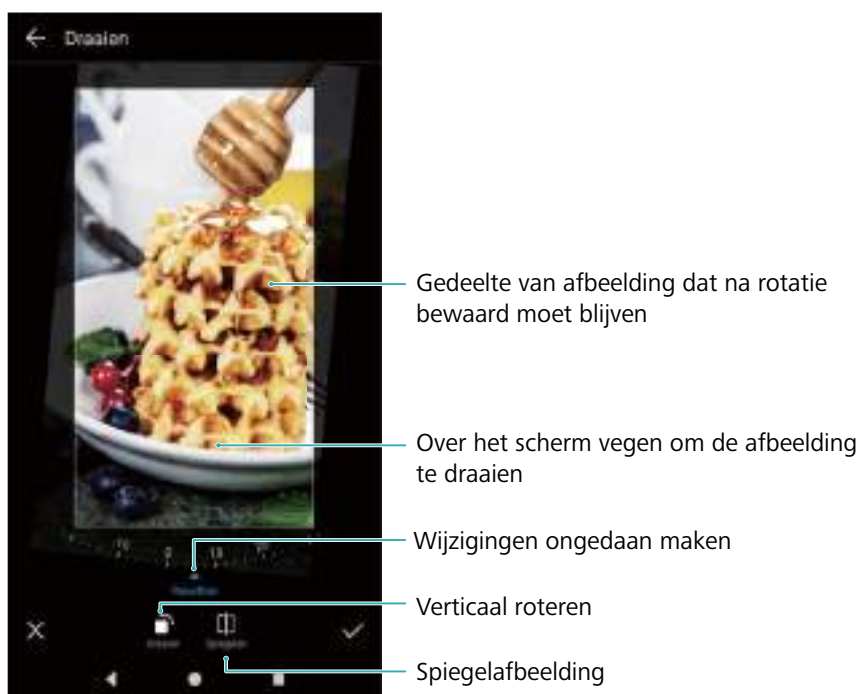 Draaien
Gedeelte van afbeelding dat na rotatie
bewaard moet blijven
Over het scherm vegen om de afbeelding
te draaien
Wijzigingen ongedaan maken
Verticaal roteren
Spiegelafbeelding